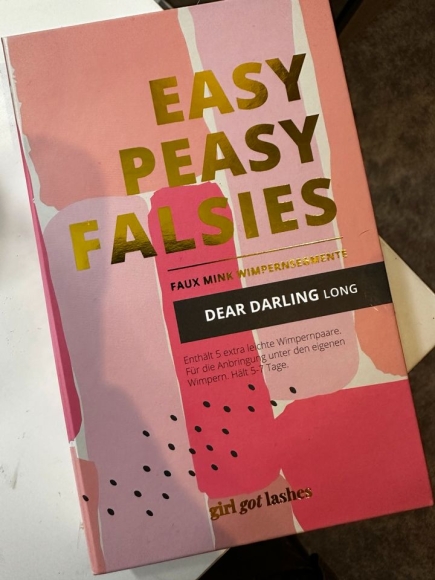 EASY
PEASY
FALSIES
FAUX MINK WIMPERNSEGMENTE
DEAR DARLING LONG
Enthält 5 extra leichte Wimpernpaare.
Für die Anbringung unter den eigenen
Wimpern. Hält 5-7 Tage.
girl got lashes